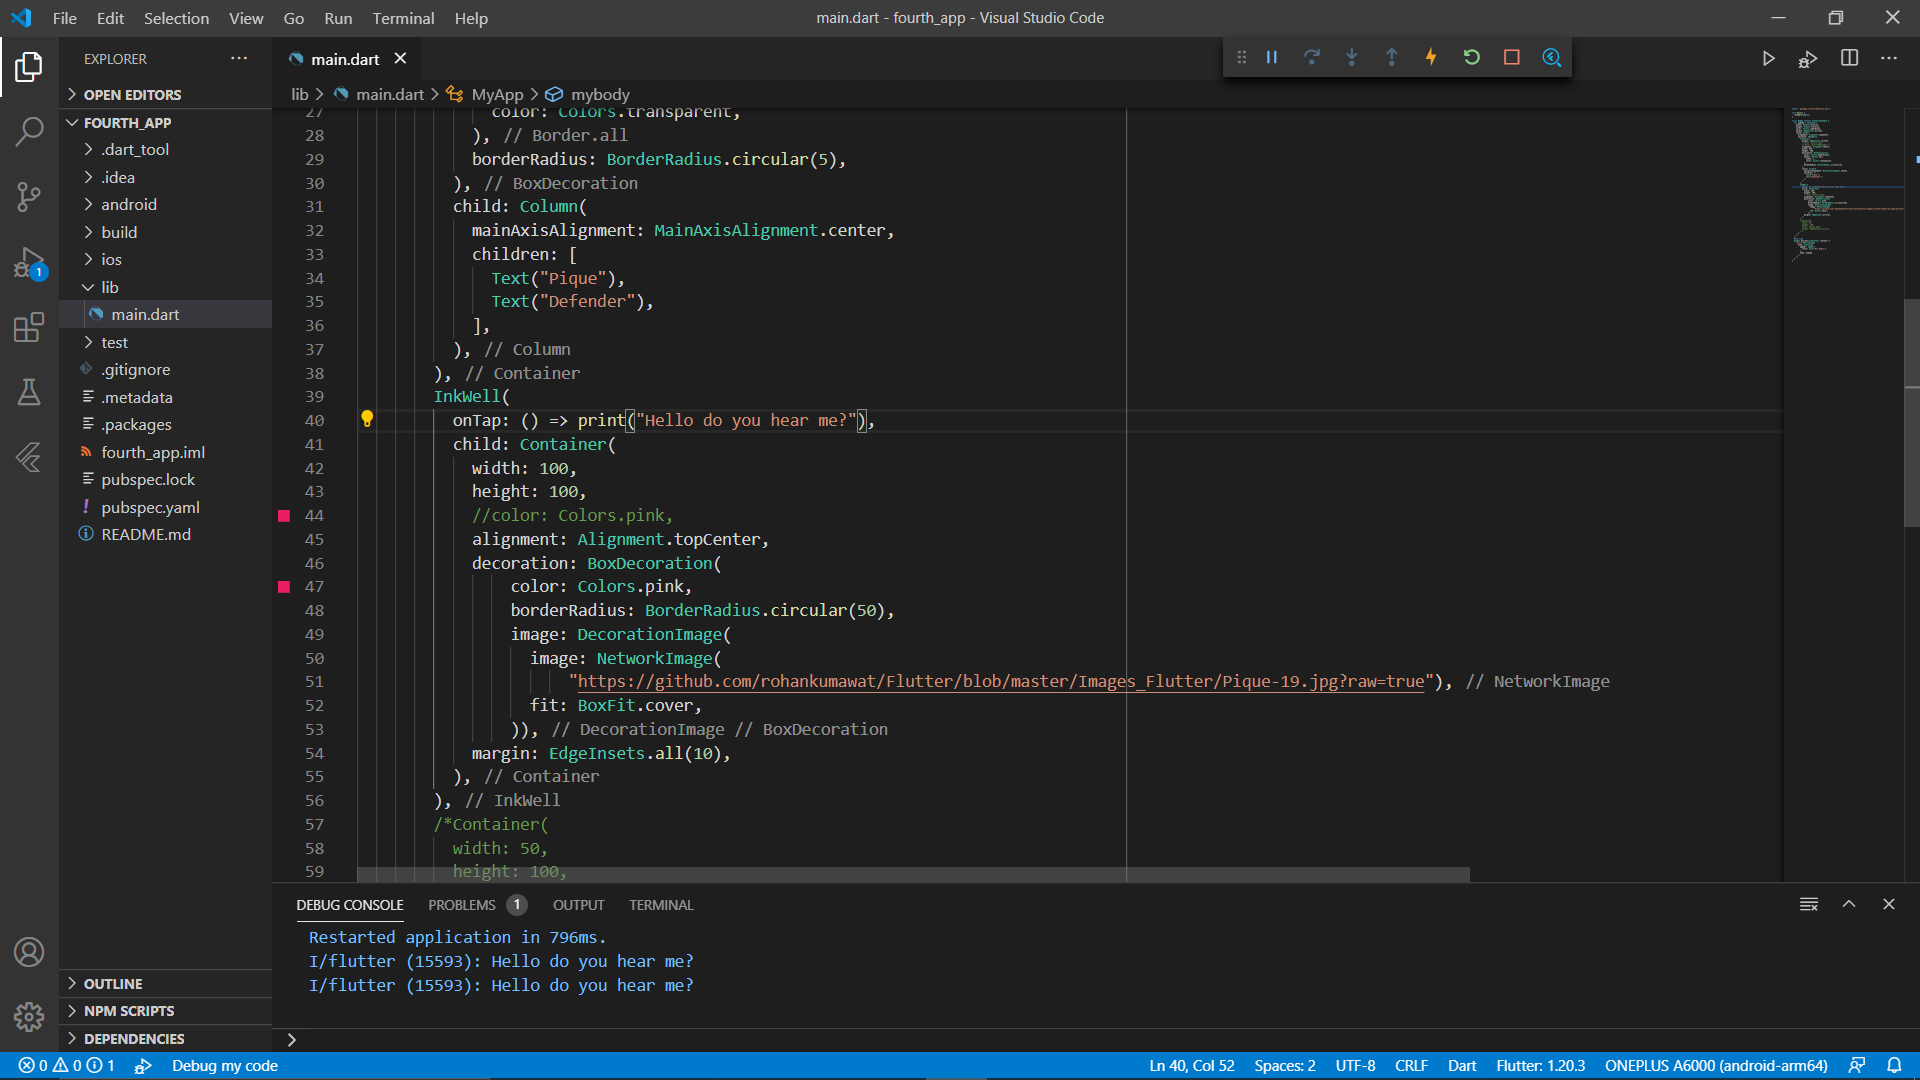 File Edit Selection View Go Run Terminal Help
main.dart - fourth_app - Visual Studio Code
EXPLORER
OPEN EDITORS
FOURTH_APP
.dart_tool
.idea
android
build
ios
lib
main.dart
test
.gitignore
.metadata
.packages
fourth_app.iml
pubspec.lock
pubspec.yaml
README.md
OUTLINE
NPM SCRIPTS
DEPENDENCIES
1
main.dart
lib > main.dart > MyApp > mybody
27 color: Colors.transparent,
28 ), // Border.all
29 borderRadius: BorderRadius.circular(5),
30 ), // BoxDecoration
31 child: Column(
32 mainAxisAlignment: MainAxisAlignment.center,
33 children: [
34 Text("Pique"),
35 Text("Defender"),
36 ],
37 ), // Column
38 ), // Container
39 InkWell(
40 onTap: () => print("Hello do you hear me?"),
41 child: Container(
42 width: 100,
43 height: 100,
44 //color: Colors.pink,
45 alignment: Alignment.topCenter,
46 decoration: BoxDecoration(
47 color: Colors.pink,
48 borderRadius: BorderRadius.circular(50),
49 image: DecorationImage(
50 image: NetworkImage(
51 "https://github.com/rohankumawat/Flutter/blob/master/Images_Flutter/Pique-19.jpg?raw=true"), // NetworkImage
52 fit: BoxFit.cover,
53 )), // DecorationImage // BoxDecoration
54 margin: EdgeInsets.all(10),
55 ), // Container
56 ), // InkWell
57 /*Container(
58 width: 50,
59 height: 100,
DEBUG CONSOLE PROBLEMS 1 OUTPUT TERMINAL
Restarted application in 796ms.
I/flutter (15593): Hello do you hear me?
I/flutter (15593): Hello do you hear me?
0 0 1 Debug my code Ln 40, Col 52 Spaces: 2 UTF-8 CRLF Dart Flutter: 1.20.3 ONEPLUS A6000 (android-arm64)